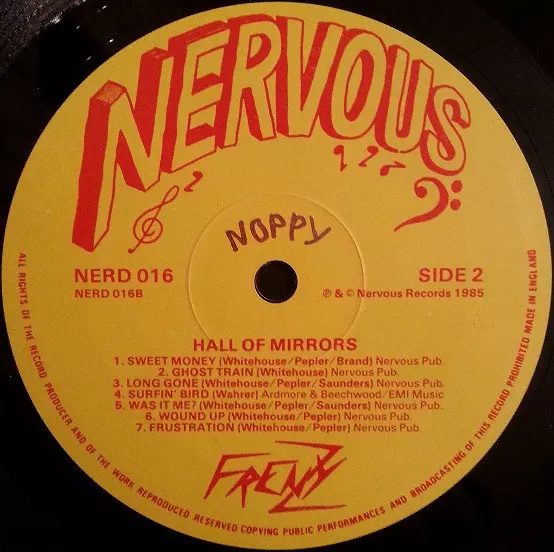 NERVOUS
NOPPY
NERD 016
SIDE 2
NERD 016B
℗ & © Nervous Records 1985
HALL OF MIRRORS
1. SWEET MONEY (Whitehouse/Pepler/Brand) Nervous Pub.
2. GHOST TRAIN (Whitehouse) Nervous Pub.
3. LONG GONE (Whitehouse/Pepler/Saunders) Nervous Pub.
4. SURFIN' BIRD (Wahrer) Ardmore & Beechwood/EMI Music
5. WAS IT ME? (Whitehouse/Pepler/Saunders) Nervous Pub.
6. WOUND UP (Whitehouse/Pepler) Nervous Pub.
7. FRUSTRATION (Whitehouse/Pepler) Nervous Pub.
FRENZY
ALL RIGHTS OF THE RECORD PRODUCER AND OF THE WORK REPRODUCED RESERVED COPYING PUBLIC PERFORMANCES AND BROADCASTING OF THIS RECORD PROHIBITED MADE IN ENGLAND